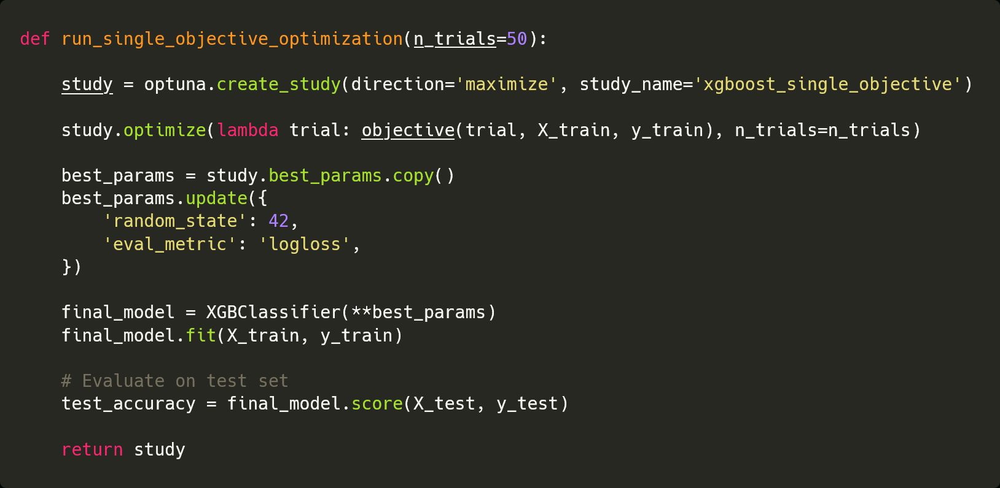 def run_single_objective_optimization(n_trials=50):
    study = optuna.create_study(direction='maximize', study_name='xgboost_single_objective')
    study.optimize(lambda trial: objective(trial, X_train, y_train), n_trials=n_trials)
    best_params = study.best_params.copy()
    best_params.update({
        'random_state': 42,
        'eval_metric': 'logloss',
    })
    final_model = XGBClassifier(**best_params)
    final_model.fit(X_train, y_train)
    # Evaluate on test set
    test_accuracy = final_model.score(X_test, y_test)
    return study